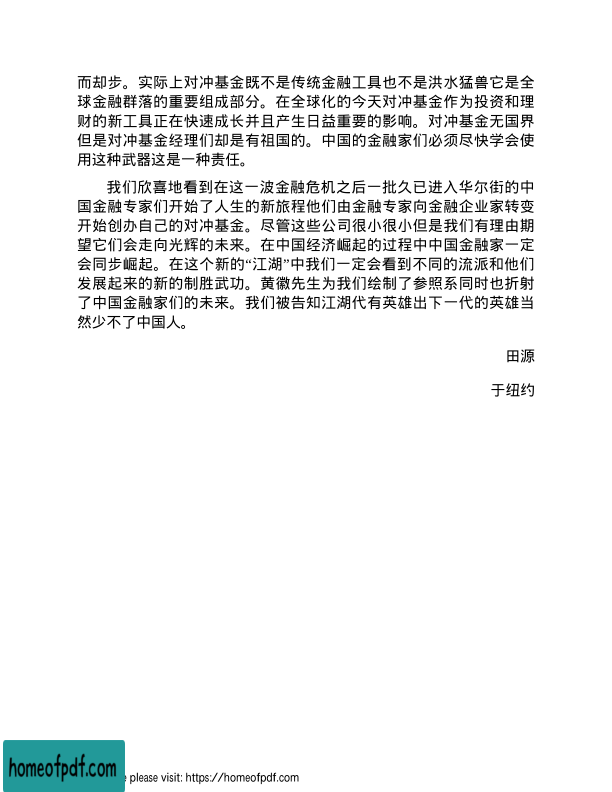 而却步。实际上对冲基金既不是传统金融工具也不是洪水猛兽它是全
球金融群落的重要组成部分。在全球化的今天对冲基金作为投资和理
财的新工具正在快速成长并且产生日益重要的影响。对冲基金无国界
但是对冲基金经理们却是有祖国的。中国的金融家们必须尽快学会使
用这种武器这是一种责任。
我们欣喜地看到在这一波金融危机之后一批久已进入华尔街的中
国金融专家们开始了人生的新旅程他们由金融专家向金融企业家转变
开始创办自己的对冲基金。尽管这些公司很小很小但是我们有理由期
望它们会走向光辉的未来。在中国经济崛起的过程中中国金融家一定
会同步崛起。在这个新的“江湖”中我们一定会看到不同的流派和他们
发展起来的新的制胜武功。黄徽先生为我们绘制了参照系同时也折射
了中国金融家们的未来。我们被告知江湖代有英雄出下一代的英雄当
然少不了中国人。
田源
于纽约
homeofpdf.com
e please visit: https://homeofpdf.com